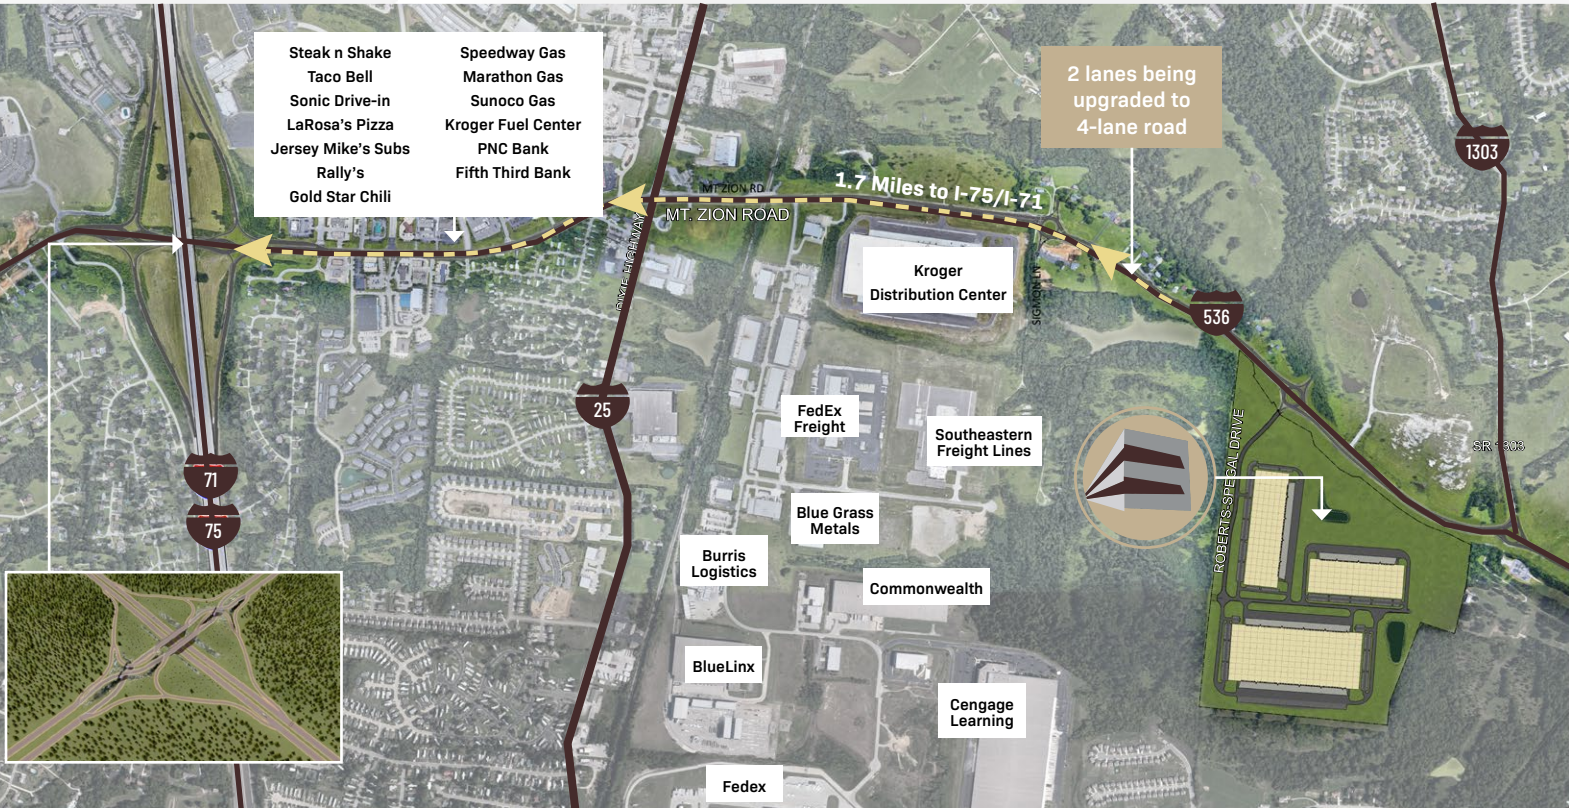 Steak n Shake
Taco Bell
Sonic Drive-in
LaRosa's Pizza
Jersey Mike's Subs
Rally's
Gold Star Chili
Speedway Gas
Marathon Gas
Sunoco Gas
Kroger Fuel Center
PNC Bank
Fifth Third Bank
2 lanes being
upgraded to
4-lane road
1303
MT ZION RD
1.7 Miles to I-75/I-71
MT. ZION ROAD
DIXIE HIGHWAY
Kroger
Distribution Center
SIGMON LN
536
25
FedEx
Freight
Southeastern
Freight Lines
ROBERTS-SPEGAL DRIVE
SR 1303
71
75
Blue Grass
Metals
Burris
Logistics
Commonwealth
BlueLinx
Cengage
Learning
Fedex